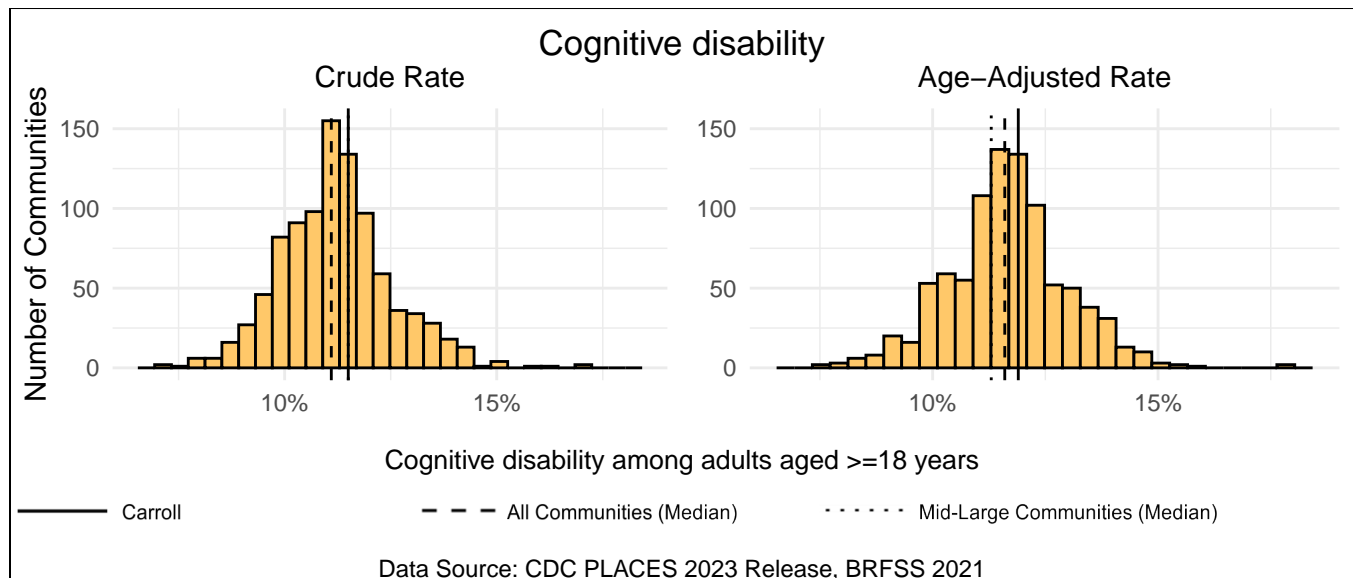 Cognitive disability
Crude Rate
Age−Adjusted Rate
Number of Communities
150
100
50
0
10%
15%
150
100
50
0
10%
15%
Cognitive disability among adults aged >=18 years
Carroll
All Communities (Median)
Mid-Large Communities (Median)
Data Source: CDC PLACES 2023 Release, BRFSS 2021